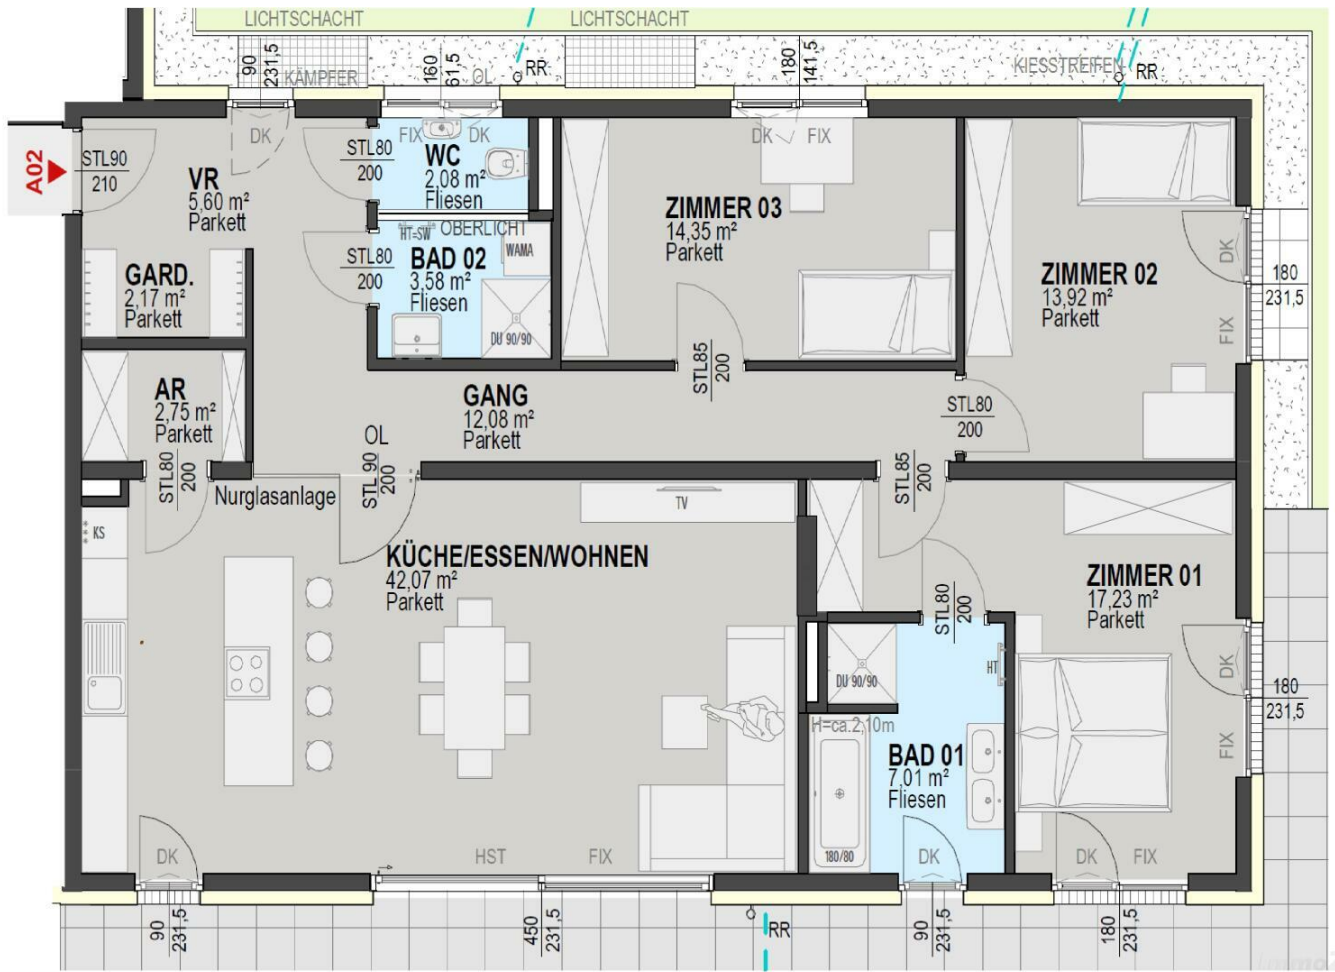 LICHTSCHACHT
LICHTSCHACHT
90
231,5
KÄMPFER
160
61,5
OL
RR
180
141,5
KIESSTREIFEN
RR
A02
STL90
210
DK
VR
5,60 m²
Parkett
STL80
200
FIX
DK
WC
2,08 m²
Fliesen
DK
FIX
ZIMMER 03
14,35 m²
Parkett
HT=SW
OBERLICHT
WAMA
STL80
200
BAD 02
3,58 m²
Fliesen
DU 90/90
GARD.
2,17 m²
Parkett
ZIMMER 02
13,92 m²
Parkett
DK
FIX
180
231,5
AR
2,75 m²
Parkett
GANG
12,08 m²
Parkett
STL85
200
STL80
200
OL
STL80
200
Nurglasanlage
STL 90
200
STL85
200
KS
TV
KÜCHE/ESSEN/WOHNEN
42,07 m²
Parkett
ZIMMER 01
17,23 m²
Parkett
STL80
200
DU 90/90
HT
H=ca.2,10m
BAD 01
7,01 m²
Fliesen
DK
FIX
180
231,5
180/80
DK
HST
FIX
DK
DK
FIX
90
231,5
450
231,5
RR
90
231,5
180
231,5